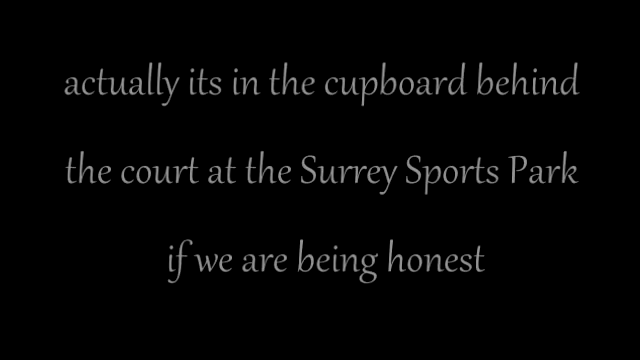 actually its in the cupboard behind
the court at the Surrey Sports Park
if we are being honest